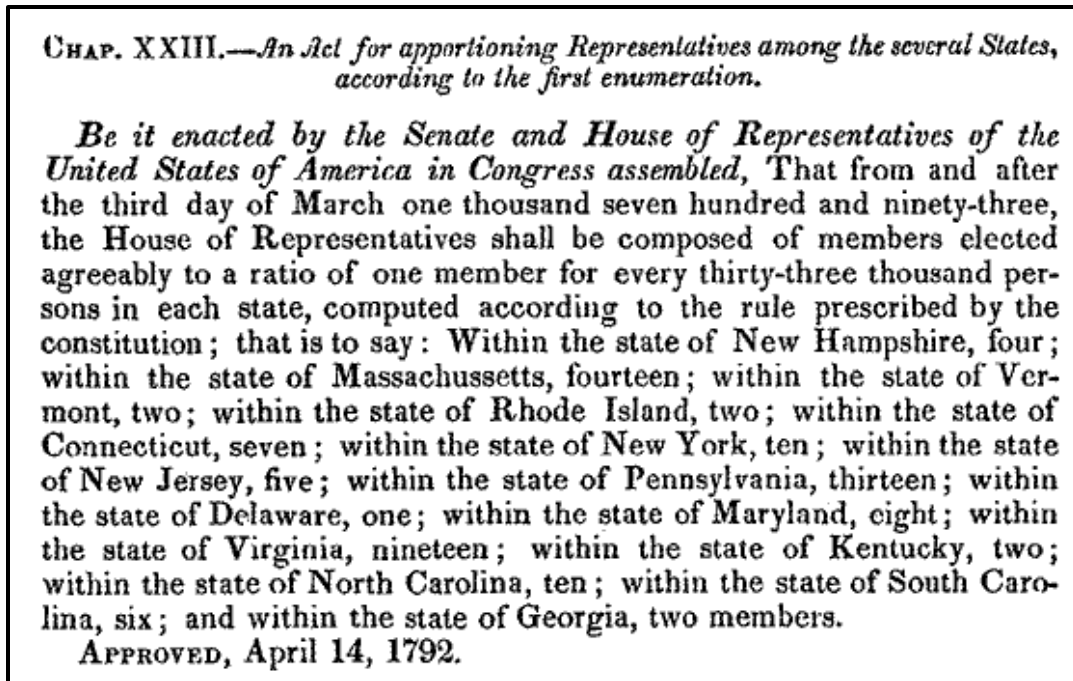 CHAP. XXIII.—An Act for apportioning Representatives among the several States,
according to the first enumeration.
Be it enacted by the Senate and House of Representatives of the
United States of America in Congress assembled, That from and after
the third day of March one thousand seven hundred and ninety-three,
the House of Representatives shall be composed of members elected
agreeably to a ratio of one member for every thirty-three thousand per-
sons in each state, computed according to the rule prescribed by the
constitution; that is to say: Within the state of New Hampshire, four;
within the state of Massachussetts, fourteen; within the state of Ver-
mont, two; within the state of Rhode Island, two; within the state of
Connecticut, seven; within the state of New York, ten; within the state
of New Jersey, five; within the state of Pennsylvania, thirteen; within
the state of Delaware, one; within the state of Maryland, eight; within
the state of Virginia, nineteen; within the state of Kentucky, two;
within the state of North Carolina, ten; within the state of South Caro-
lina, six; and within the state of Georgia, two members.
APPROVED, April 14, 1792.